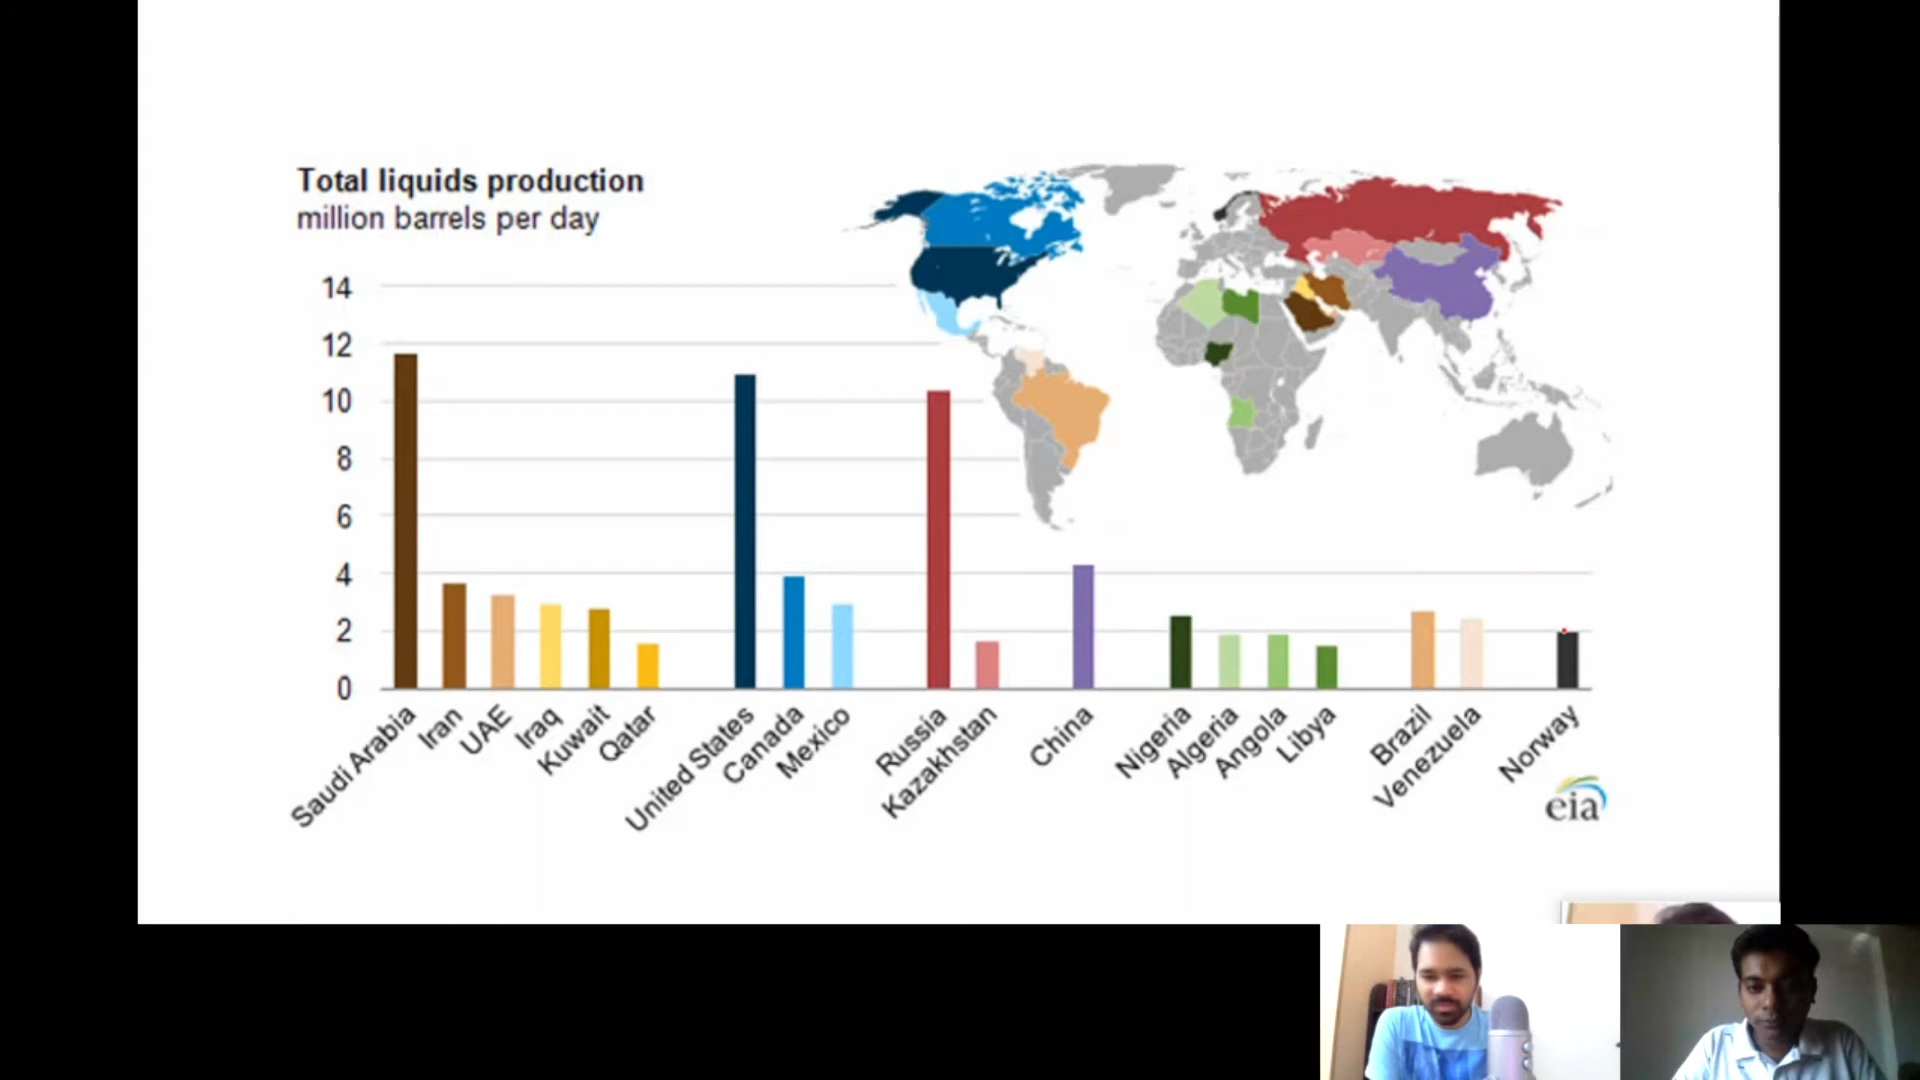 Total liquids production
million barrels per day
14
12
10
8
6
4
2
0
Saudi Arabia
Iran
UAE
Iraq
Kuwait
Qatar
United States
Canada
Mexico
Russia
Kazakhstan
China
Nigeria
Algeria
Angola
Libya
Brazil
Venezuela
Norway
eia